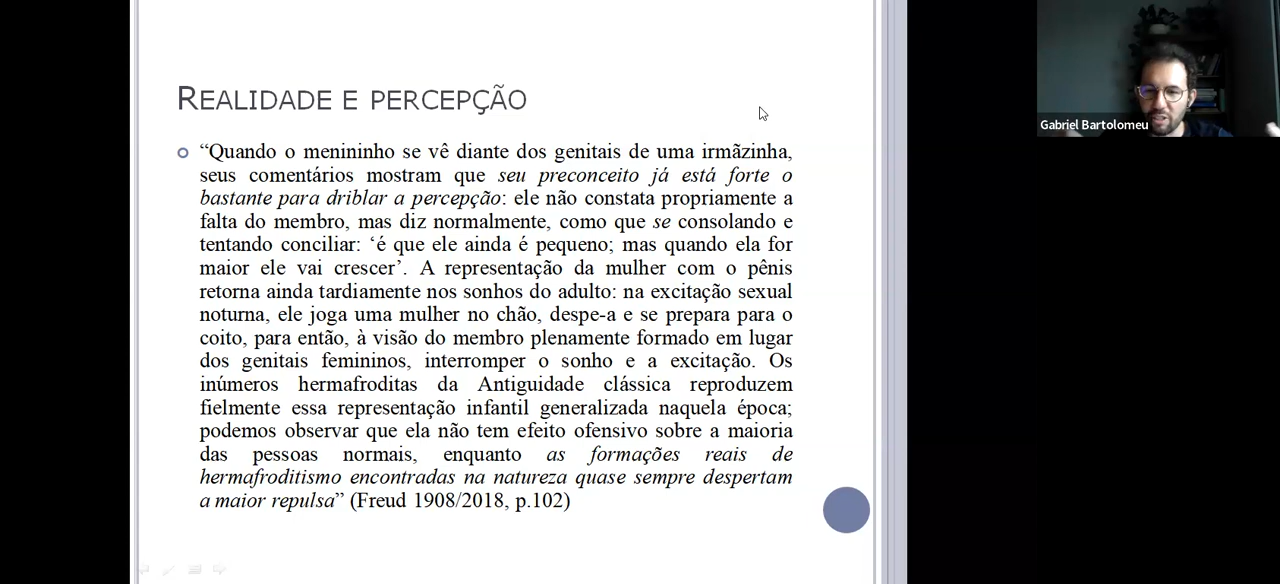 REALIDADE E PERCEPÇÃO
“Quando o menininho se vê diante dos genitais de uma irmãzinha,
seus comentários mostram que seu preconceito já está forte o
bastante para driblar a percepção: ele não constata propriamente a
falta do membro, mas diz normalmente, como que se consolando e
tentando conciliar: ‘é que ele ainda é pequeno; mas quando ela for
maior ele vai crescer’. A representação da mulher com o pênis
retorna ainda tardiamente nos sonhos do adulto: na excitação sexual
noturna, ele joga uma mulher no chão, despe-a e se prepara para o
coito, para então, à visão do membro plenamente formado em lugar
dos genitais femininos, interromper o sonho e a excitação. Os
inúmeros hermafroditas da Antiguidade clássica reproduzem
fielmente essa representação infantil generalizada naquela época;
podemos observar que ela não tem efeito ofensivo sobre a maioria
das pessoas normais, enquanto as formações reais de
hermafroditismo encontradas na natureza quase sempre despertam
a maior repulsa” (Freud 1908/2018, p.102)
Gabriel Bartolomeu